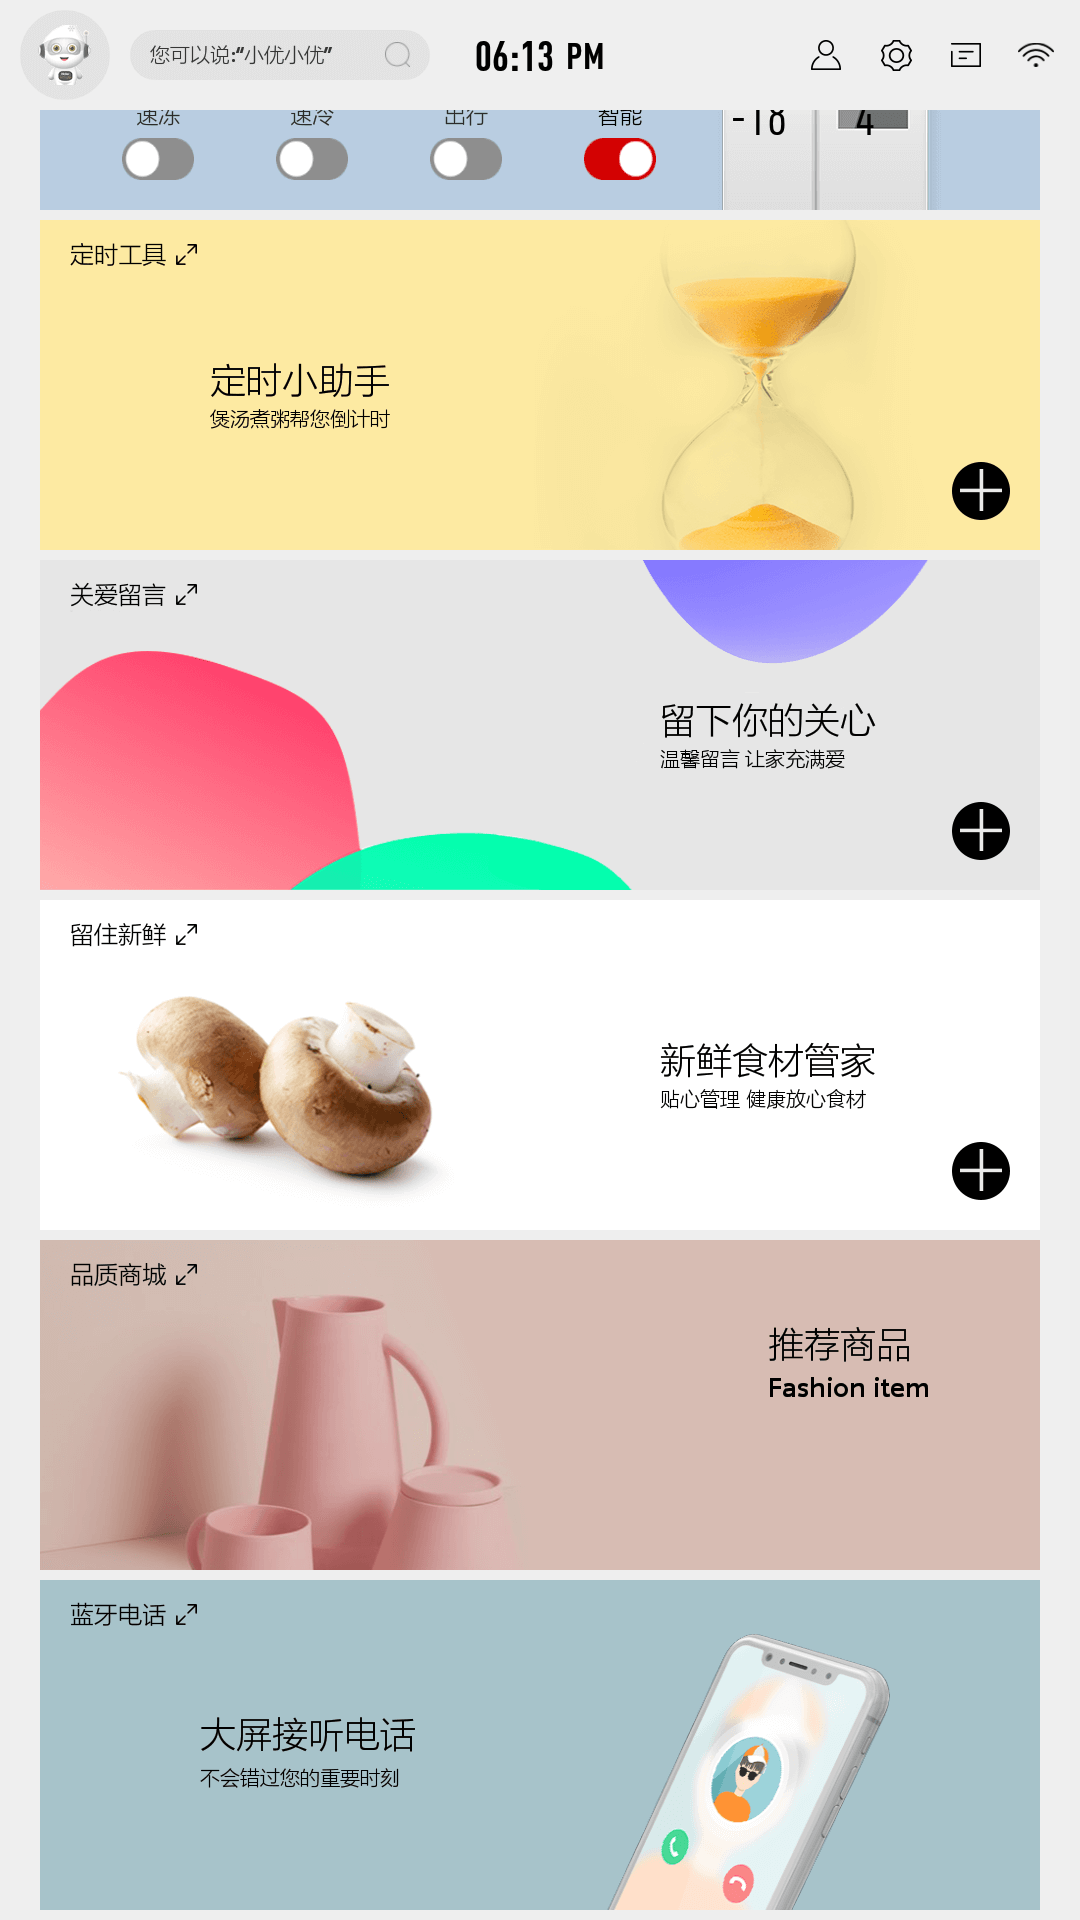 您可以说:“小优小优”
06:13 PM
速冻
速冷
出行
智能
-18
4
定时工具
定时小助手
煲汤煮粥帮您倒计时
关爱留言
留下你的关心
温馨留言 让家充满爱
留住新鲜
新鲜食材管家
贴心管理 健康放心食材
品质商城
推荐商品
Fashion item
蓝牙电话
大屏接听电话
不会错过您的重要时刻